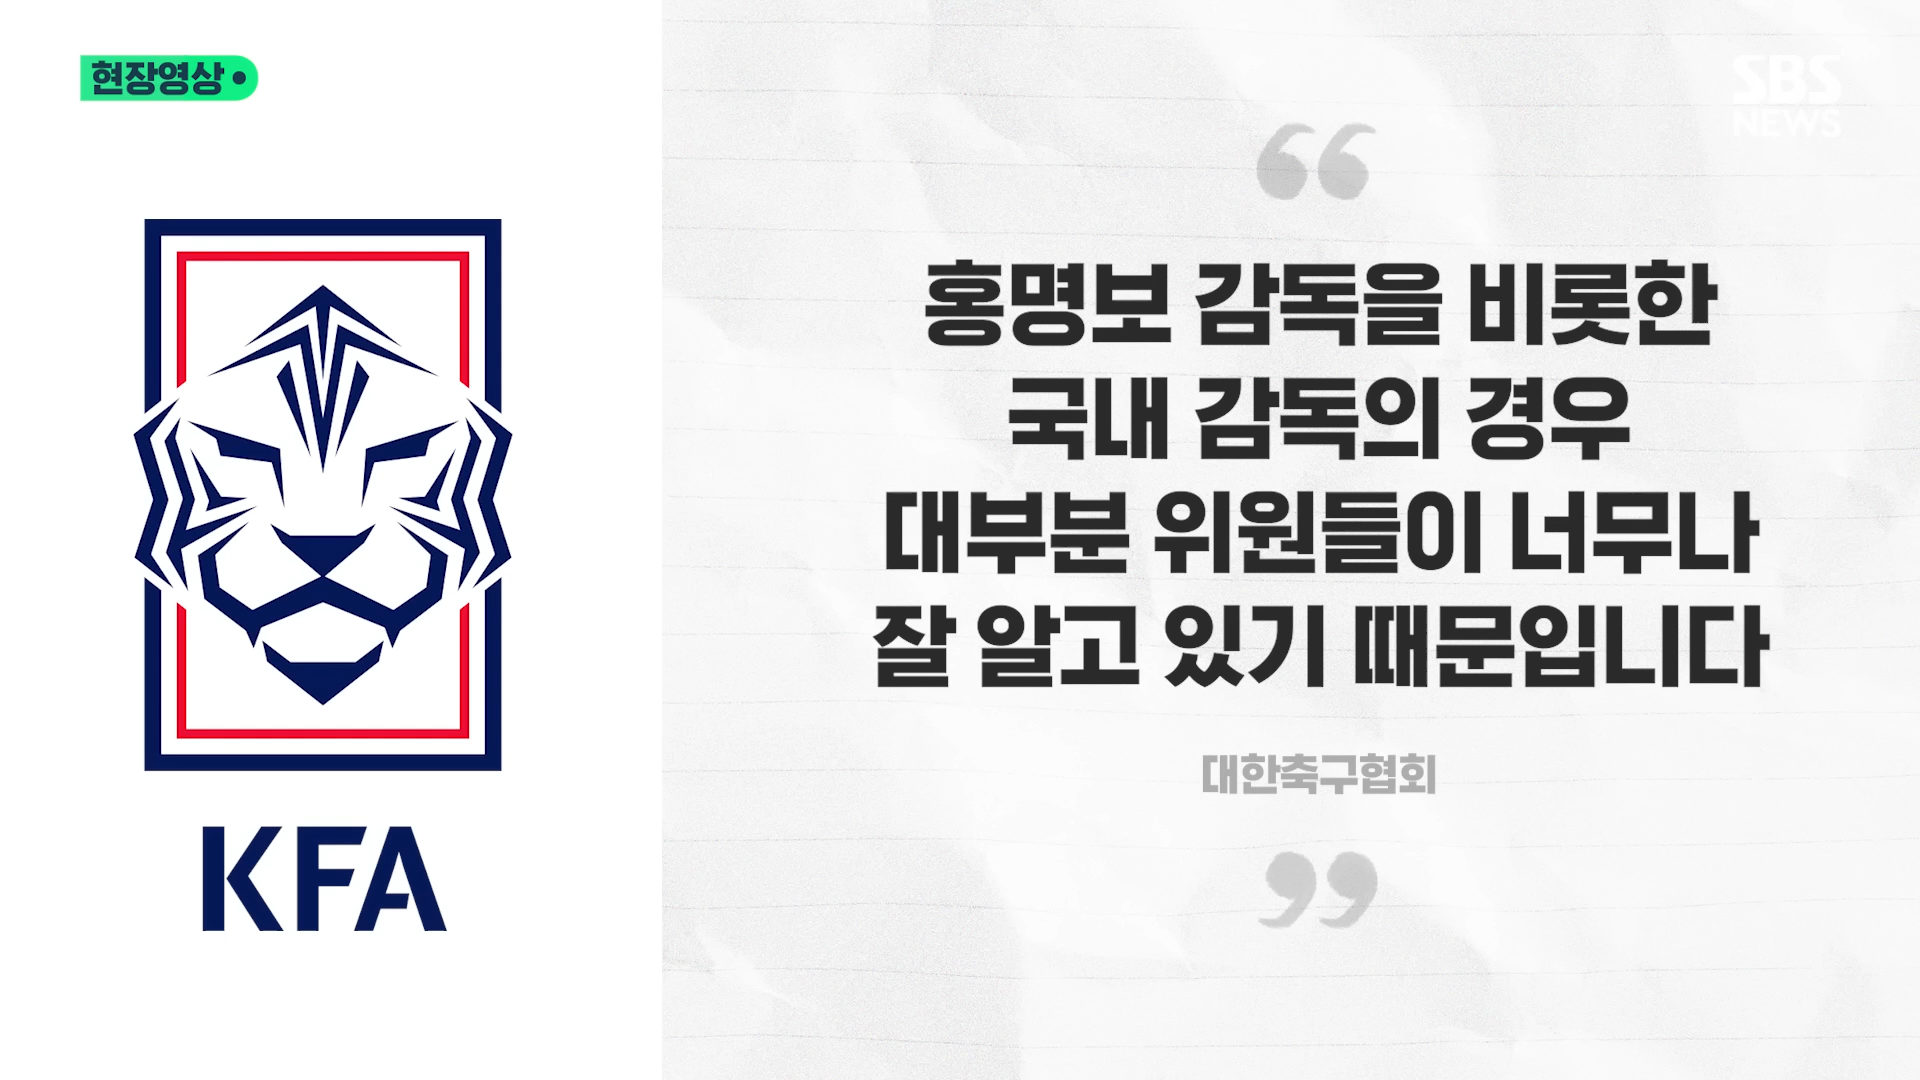 현장영상
SBS
NEWS
홍명보 감독을 비롯한
국내 감독의 경우
대부분 위원들이 너무나
잘 알고 있기 때문입니다
대한축구협회
KFA